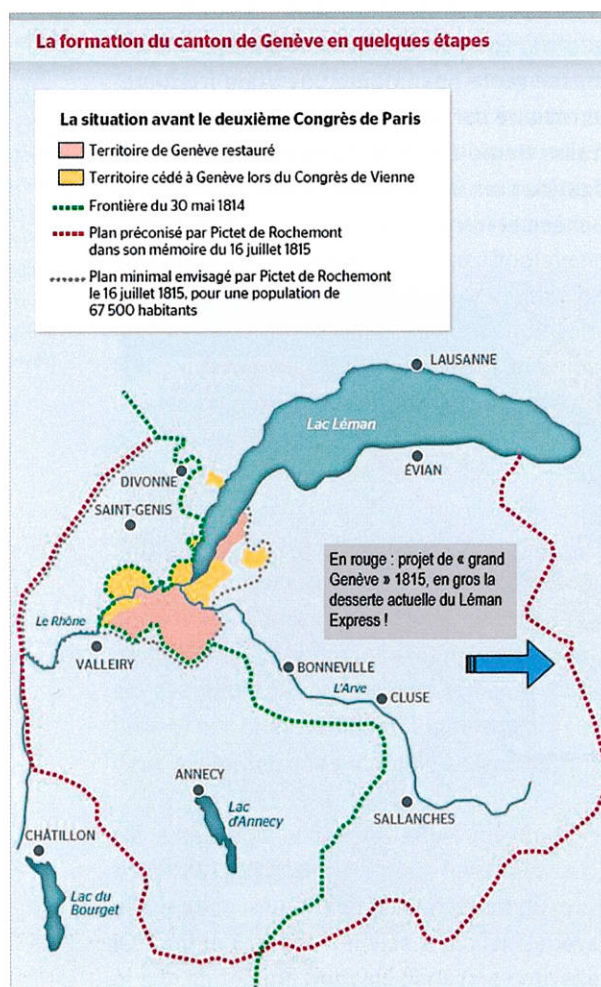 La formation du canton de Genève en quelques étapes
La situation avant le deuxième Congrès de Paris
Territoire de Genève restauré
Territoire cédé à Genève lors du Congrès de Vienne
Frontière du 30 mai 1814
Plan préconisé par Pictet de Rochemont
dans son mémoire du 16 juillet 1815
Plan minimal envisagé par Pictet de Rochemont
le 16 juillet 1815, pour une population de
67 500 habitants
LAUSANNE
Lac Léman
DIVONNE
ÉVIAN
SAINT-GENIS
En rouge : projet de « grand
Genève » 1815, en gros la
desserte actuelle du Léman
Express !
Le Rhône
VALLEIRY
BONNEVILLE
L'Arve
CLUSE
ANNECY
SALLANCHES
Lac
d'Annecy
CHÂTILLON
Lac du
Bourget